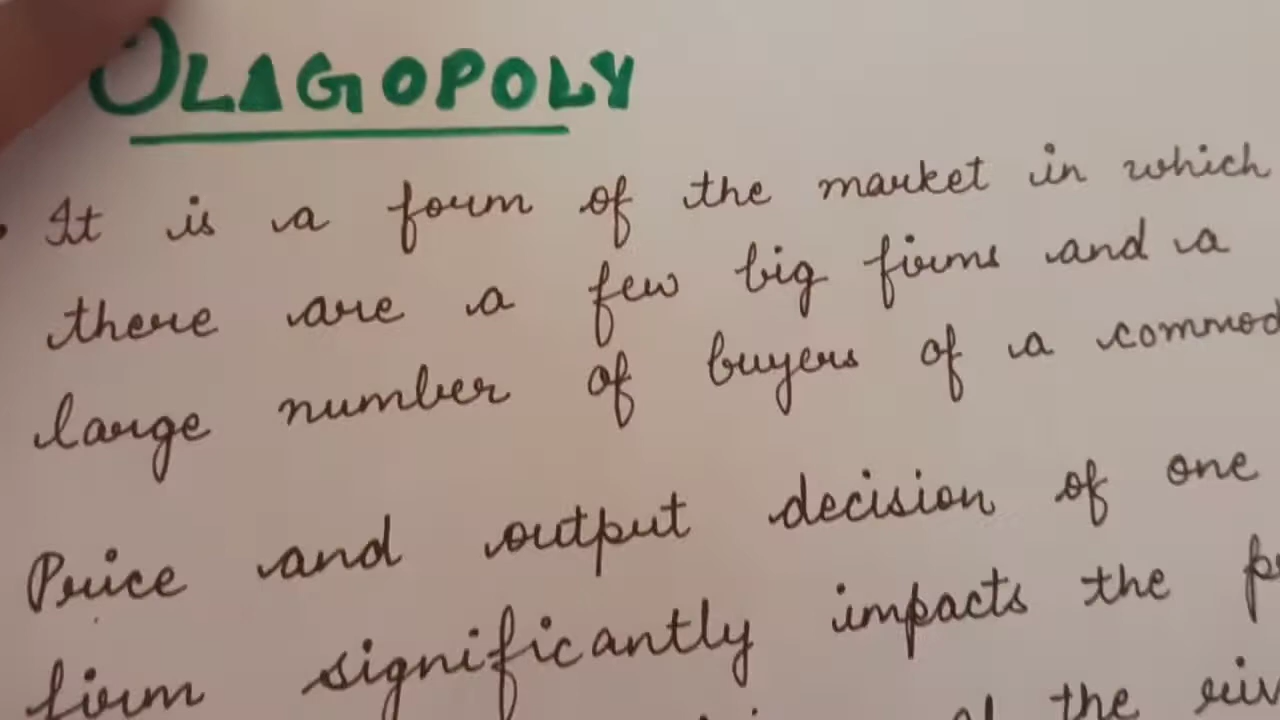 OLAGOPOLY
It is a form of the market in which
there are a few big firms and a
large number of buyers of a commod
Price and output decision of one
firm significantly impacts the
the